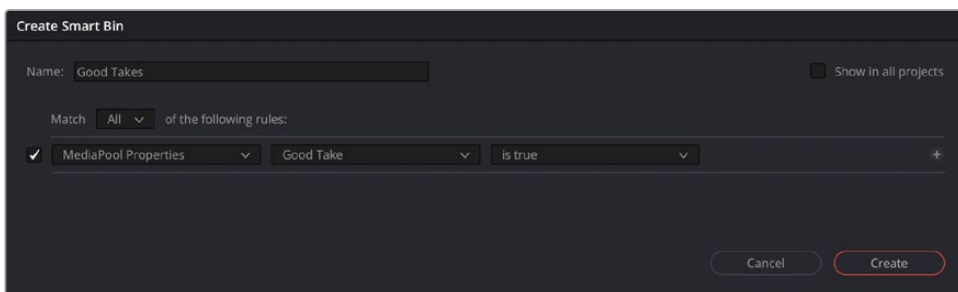 Create Smart Bin
Name: Good Takes Show in all projects
Match All of the following rules:
MediaPool Properties Good Take is true +
Cancel Create